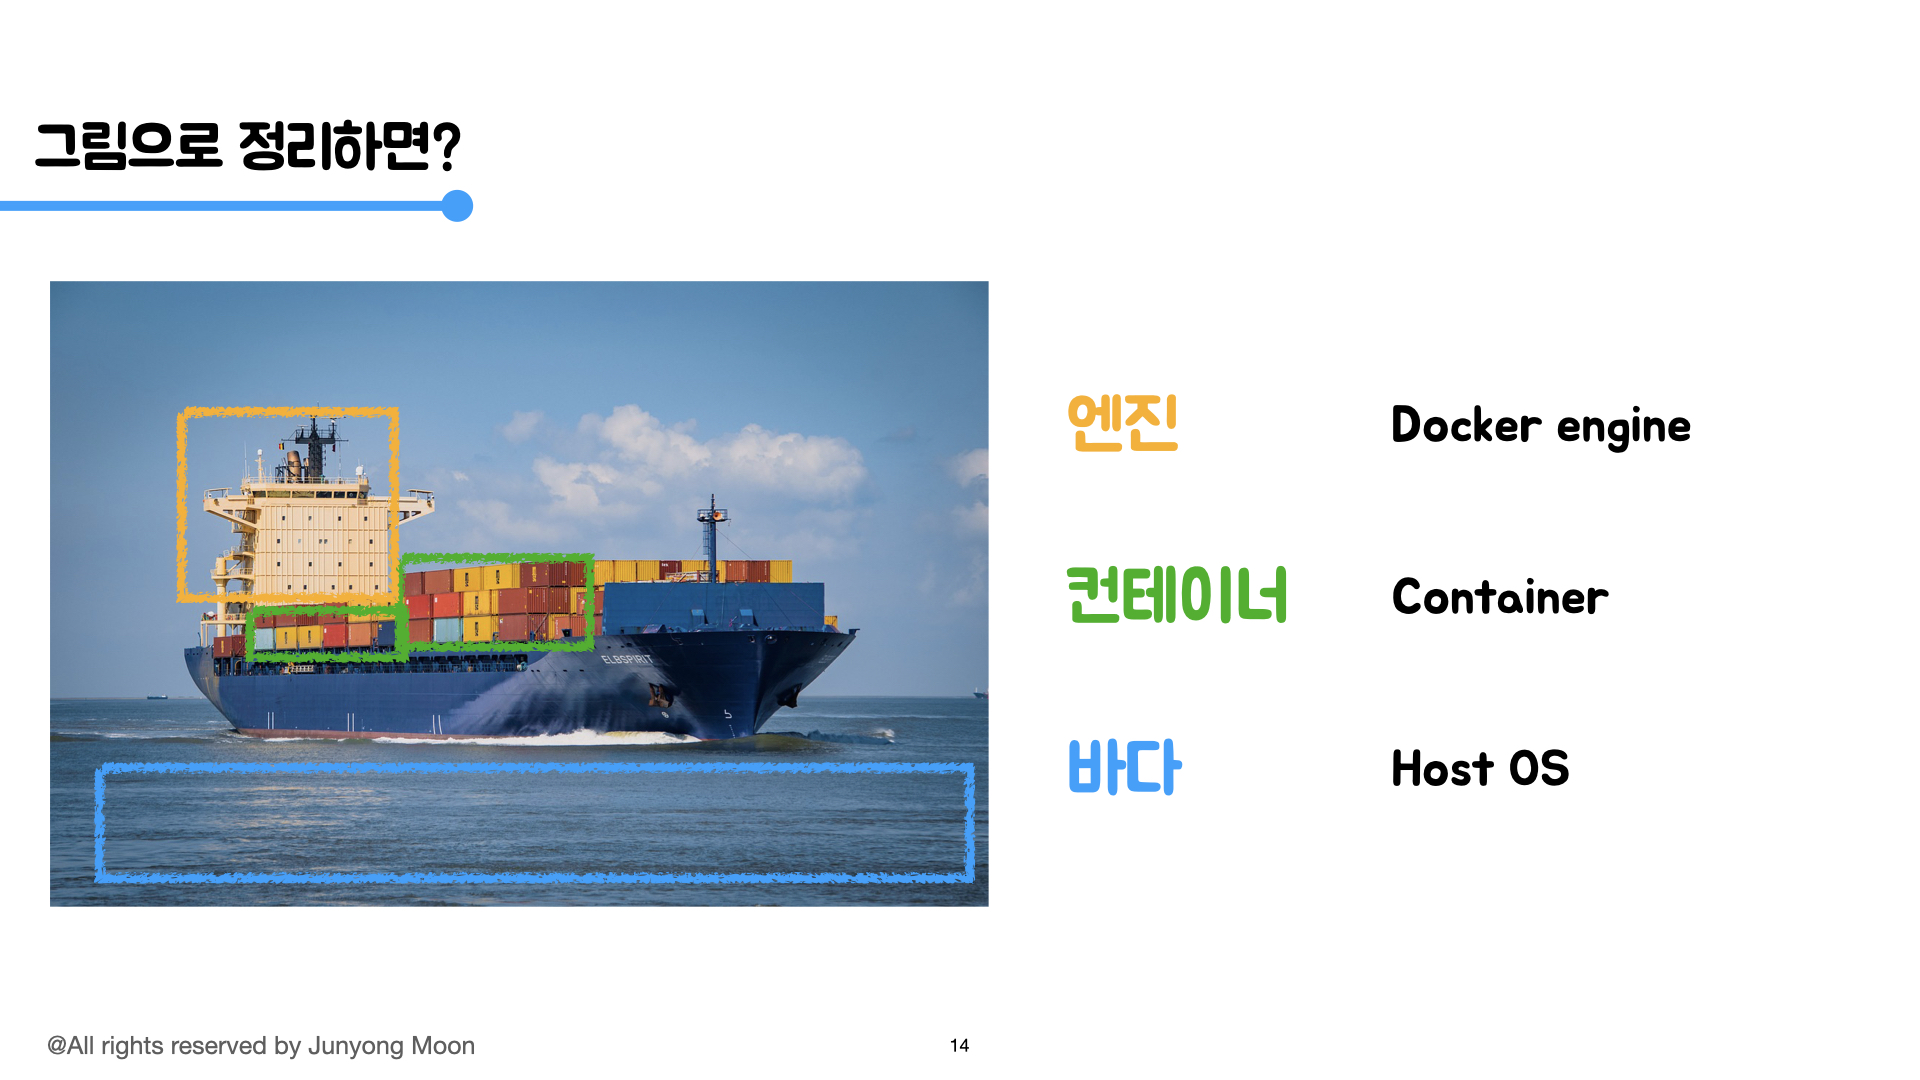 그림으로 정리하면?
ELBSPIRIT
엔진 Docker engine
컨테이너 Container
바다 Host OS
@All rights reserved by Junyong Moon
14